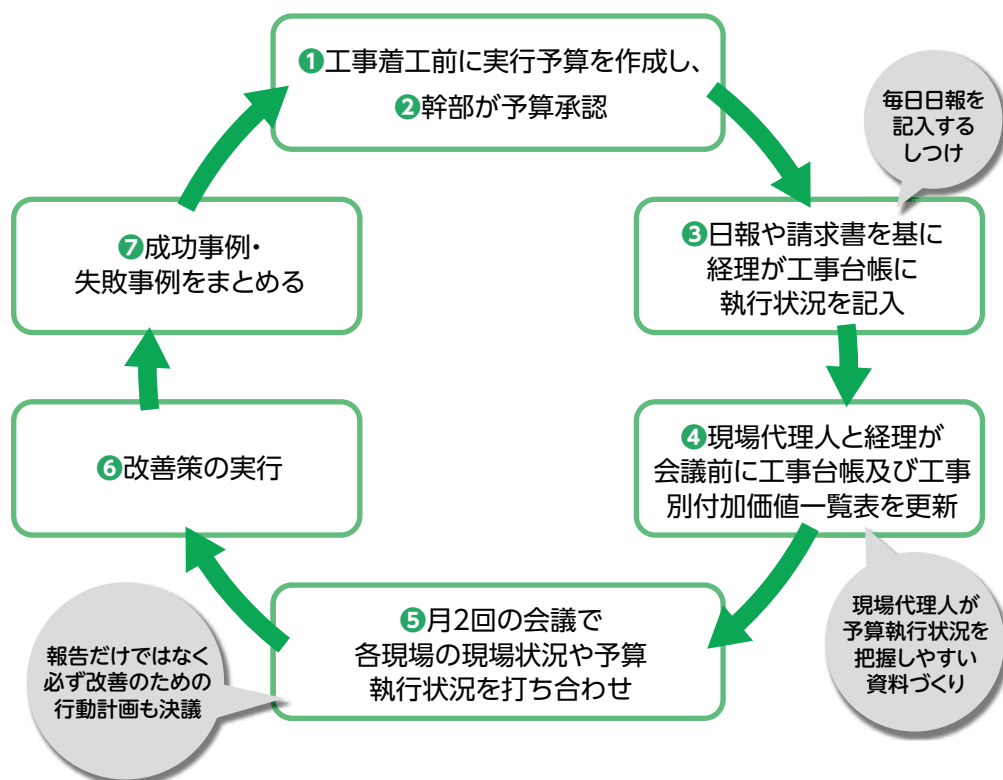 ❶工事着工前に実行予算を作成し、
❷幹部が予算承認
毎日日報を
記入する
しつけ
❸日報や請求書を基に
経理が工事台帳に
執行状況を記入
❹現場代理人と経理が
会議前に工事台帳及び工事
別付加価値一覧表を更新
現場代理人が
予算執行状況を
把握しやすい
資料づくり
❺月2回の会議で
各現場の現場状況や予算
執行状況を打ち合わせ
報告だけではなく
必ず改善のための
行動計画も決議
❻改善策の実行
❼成功事例・
失敗事例をまとめる